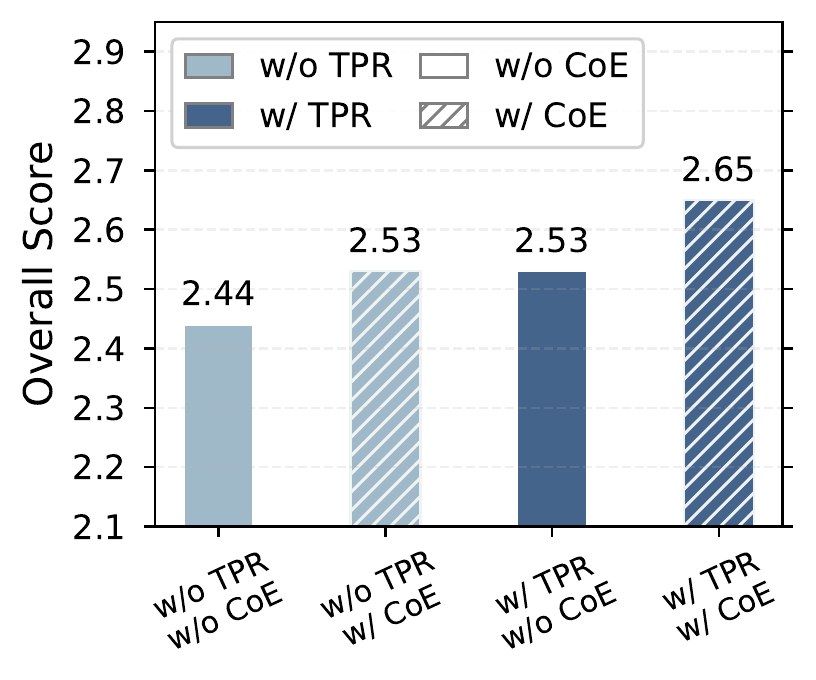 Overall Score
2.9
2.8
2.7
2.6
2.5
2.4
2.3
2.2
2.1
w/o TPR
w/ TPR
w/o CoE
w/ CoE
2.44
2.53
2.53
2.65
w/o TPR
w/o CoE
w/o TPR
w/ CoE
w/ TPR
w/o CoE
w/ TPR
w/ CoE